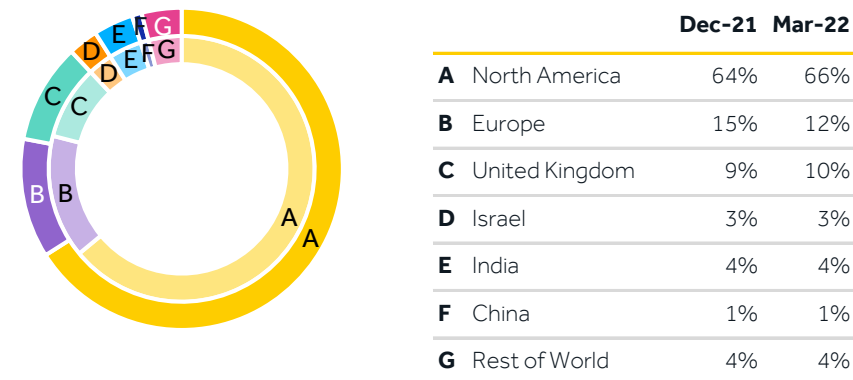 A
A
B
B
C
C
D
D
E
E
F
F
G
G
Dec-21 Mar-22
A North America 64% 66%
B Europe 15% 12%
C United Kingdom 9% 10%
D Israel 3% 3%
E India 4% 4%
F China 1% 1%
G Rest of World 4% 4%